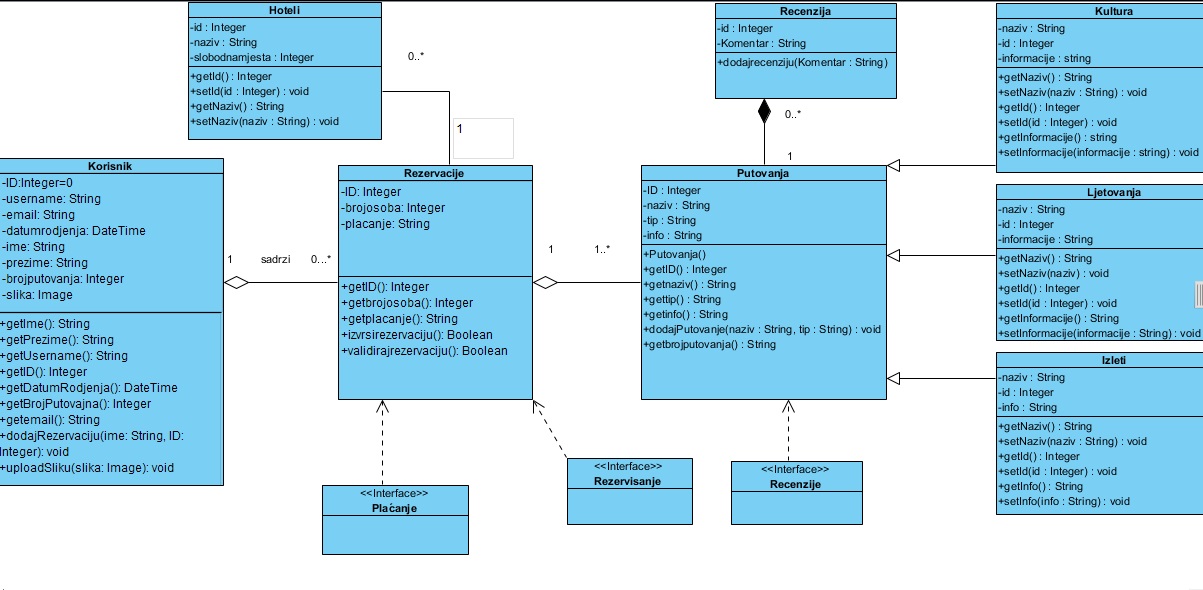 Hoteli
-id : Integer
-naziv : String
-slobodnamjesta : Integer
+getId() : Integer
+setId(id : Integer) : void
+getNaziv() : String
+setNaziv(naziv : String) : void
0..*
1
Recenzija
-id : Integer
-Komentar : String
+dodajrecenziju(Komentar : String)
0..*
1
Kultura
-naziv : String
-id : Integer
-informacije : string
+getNaziv() : String
+setNaziv(naziv : String) : void
+getId() : Integer
+setId(id : Integer) : void
+getInformacije() : string
+setInformacije(informacije : string) : void
Korisnik
-ID:Integer=0
-username: String
-email: String
-datumrodjenja: DateTime
-ime: String
-prezime: String
-brojputovanja: Integer
-slika: Image
+getIme(): String
+getPrezime(): String
+getUsername(): String
+getID(): Integer
+getDatumRodjenja(): DateTime
+getBrojPutovajna(): Integer
+getemail(): String
+dodajRezervaciju(ime: String, ID:
Integer): void
+uploadSliku(slika: Image): void
1
sadrzi
0...*
Rezervacije
-ID: Integer
-brojosoba: Integer
-placanje: String
+getID(): Integer
+getbrojosoba(): Integer
+getplacanje(): String
+izvrsirezervaciju(): Boolean
+validirajrezervaciju(): Boolean
1
1..*
Putovanja
-ID : Integer
-naziv : String
-tip : String
-info : String
+Putovanja()
+getID() : Integer
+getnaziv() : String
+gettip() : String
+getinfo() : String
+dodajPutovanje(naziv : String, tip : String) : void
+getbrojputovanja() : String
Ljetovanja
-naziv : String
-id : Integer
-informacije : String
+getNaziv() : String
+setNaziv(naziv) : void
+getId() : Integer
+setId(id : Integer) : void
+getInformacije() : String
+setInformacije(informacije : String) : void
Izleti
-naziv : String
-id : Integer
-info : String
+getNaziv() : String
+setNaziv(naziv : String) : void
+getId() : Integer
+setId(id : Integer) : void
+getInfo() : String
+setInfo(info : String) : void
<<Interface>>
Plaćanje
<<Interface>>
Rezervisanje
<<Interface>>
Recenzije